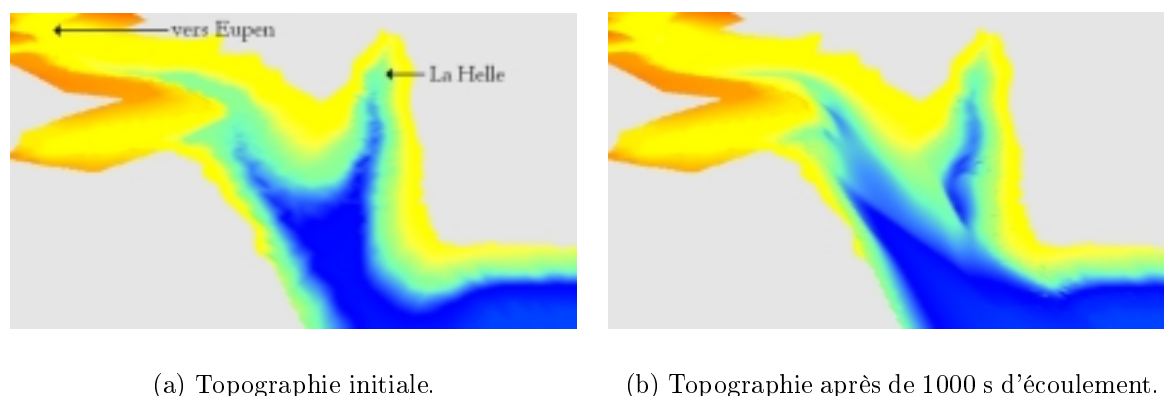 vers Eupen
La Helle
(a) Topographie initiale.
(b) Topographie après de 1000 s d'écoulement.